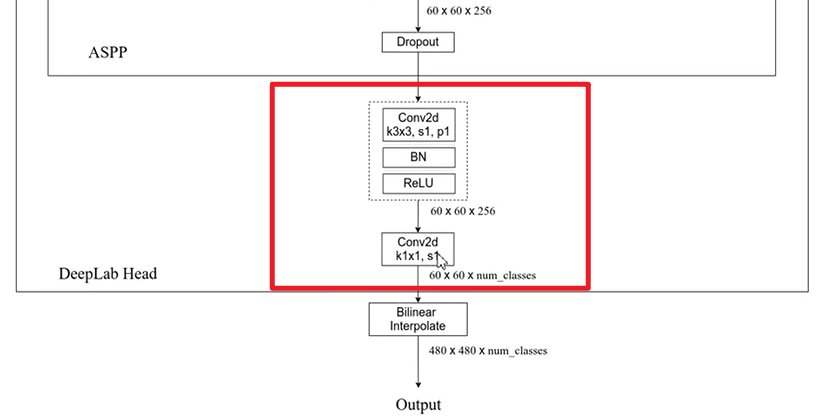 60 x 60 x 256
Dropout
ASPP
Conv2d
k3x3, s1, p1
BN
ReLU
60 x 60 x 256
Conv2d
k1x1, s1
60 x 60 x num_classes
DeepLab Head
Bilinear
Interpolate
480 x 480 x num_classes
Output